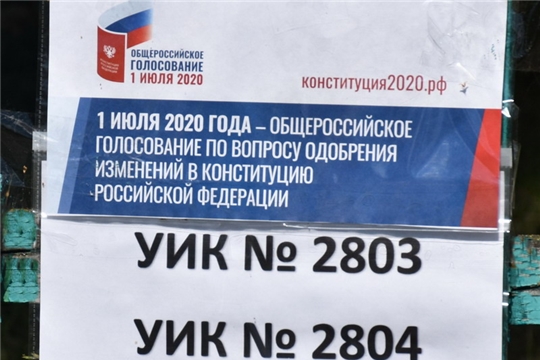 ОБЩЕРОССИЙСКОЕ
ГОЛОСОВАНИЕ
1 ИЮЛЯ 2020
конституция2020.рф
1 ИЮЛЯ 2020 ГОДА – ОБЩЕРОССИЙСКОЕ
ГОЛОСОВАНИЕ ПО ВОПРОСУ ОДОБРЕНИЯ
ИЗМЕНЕНИЙ В КОНСТИТУЦИЮ
РОССИЙСКОЙ ФЕДЕРАЦИИ
УИК № 2803
УИК № 2804